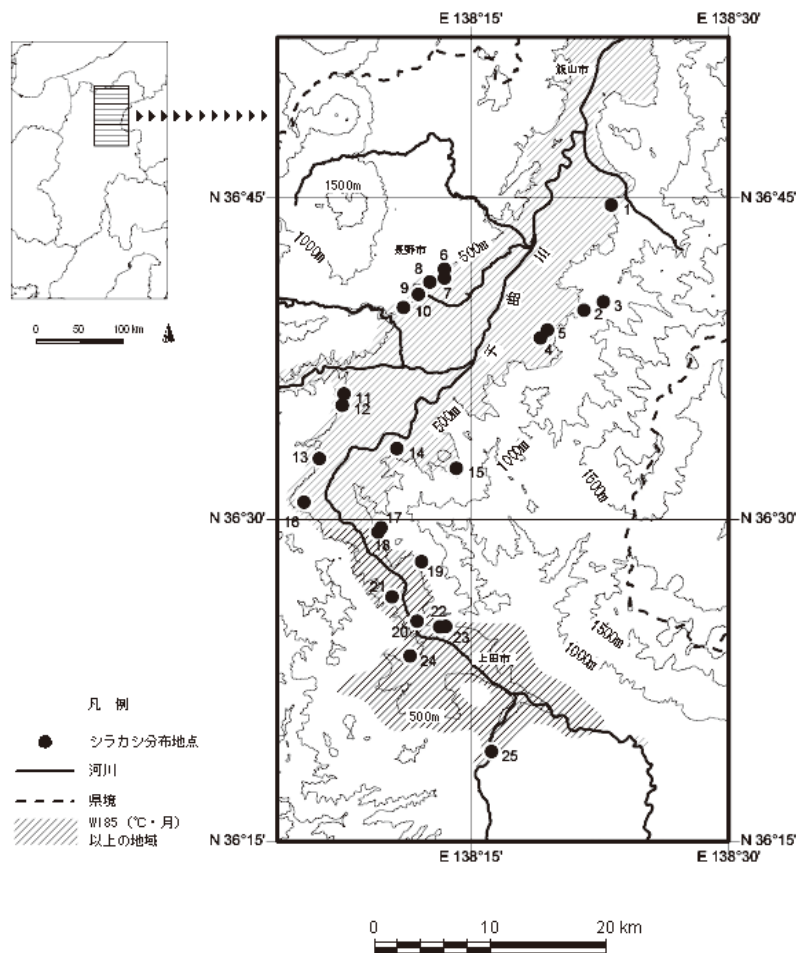 E 138°15'
E 138°30'
飯山市
N 36°45'
1500m
1000m
長野市
500m
1
6
8
7
9
10
2
3
5
4
千曲川
11
12
500m
1000m
1500m
13
14
15
N 36°30'
16
17
18
19
21
20
22
23
24
上田市
1500m
1000m
500m
25
N 36°15'
N 36°15'
E 138°15'
E 138°30'
0 50 100 km
凡 例
シラカシ分布地点
河川
県境
WI85 (℃・月)
以上の地域
0 10 20 km